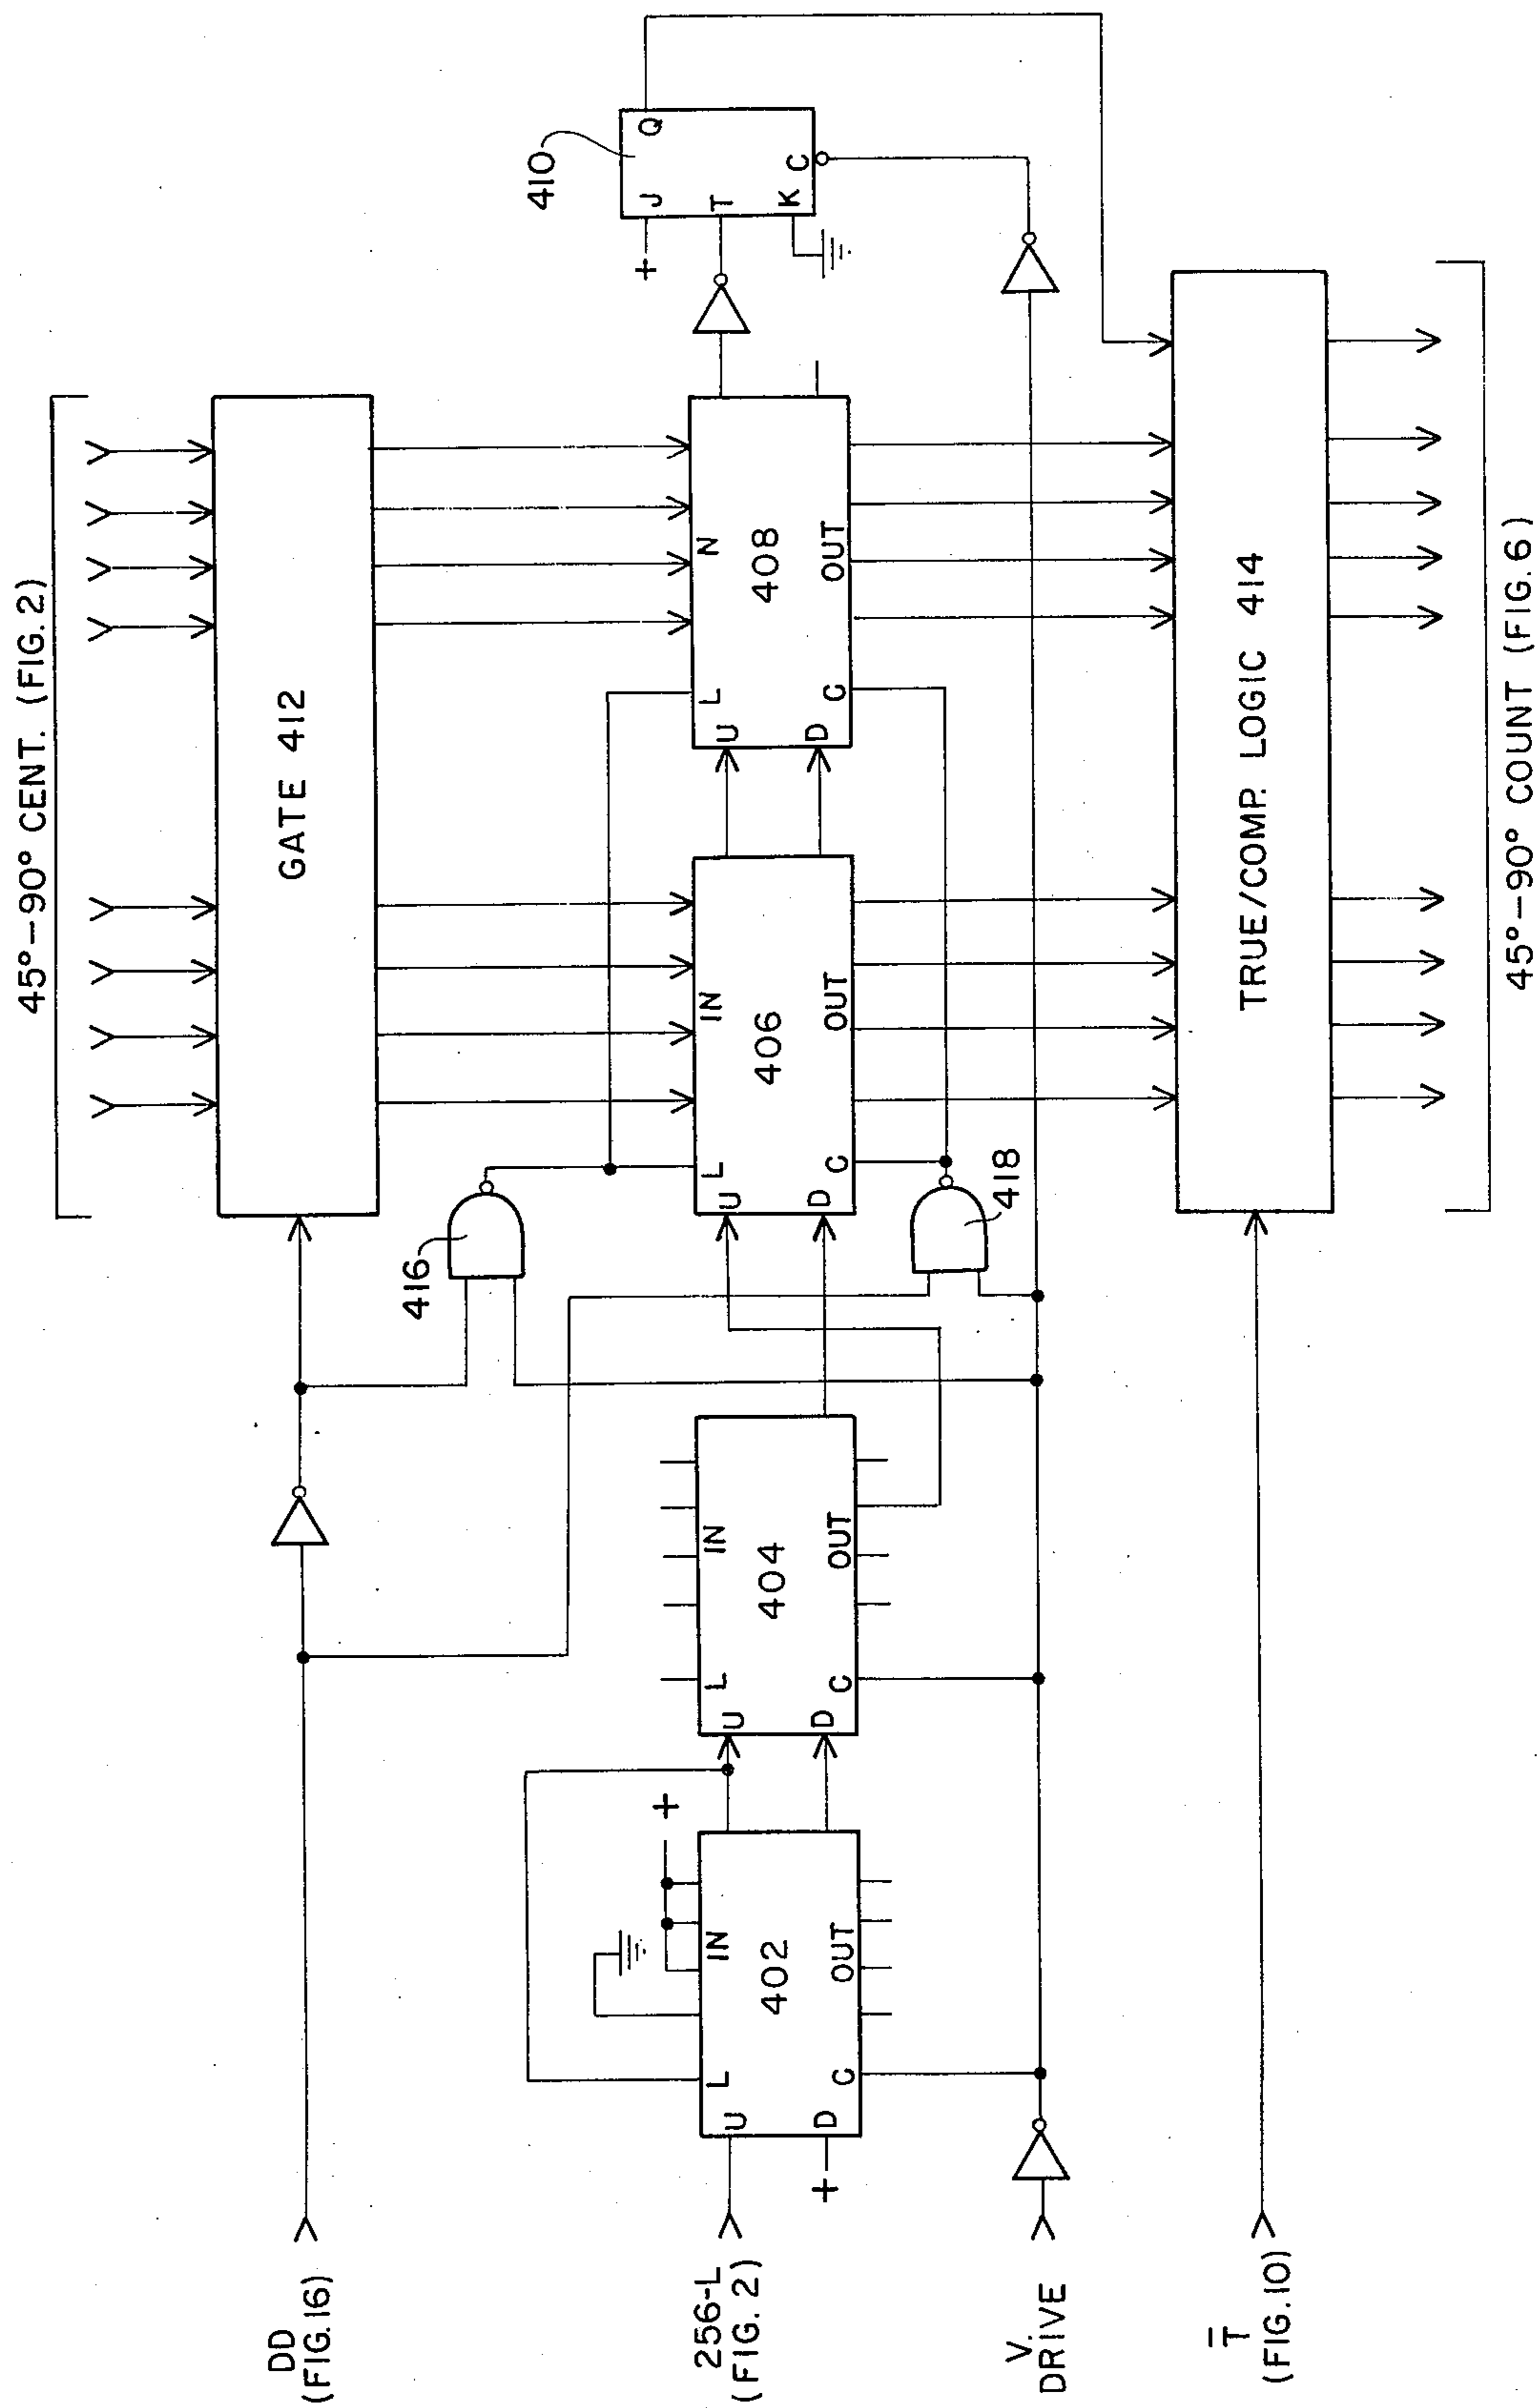 45°–90° CENT. (FIG. 2)
GATE 412
410
J
Q
T
K
C
416
L
U
IN
406
D
C
OUT
L
U
N
408
D
C
OUT
418
L
U
IN
404
D
C
OUT
+
L
U
IN
402
+
D
C
OUT
+
DD
(FIG. 16)
256-L
(FIG. 2)
V.
DRIVE
T̅
(FIG. 10)
TRUE/COMP. LOGIC 414
45°–90° COUNT (FIG. 6)